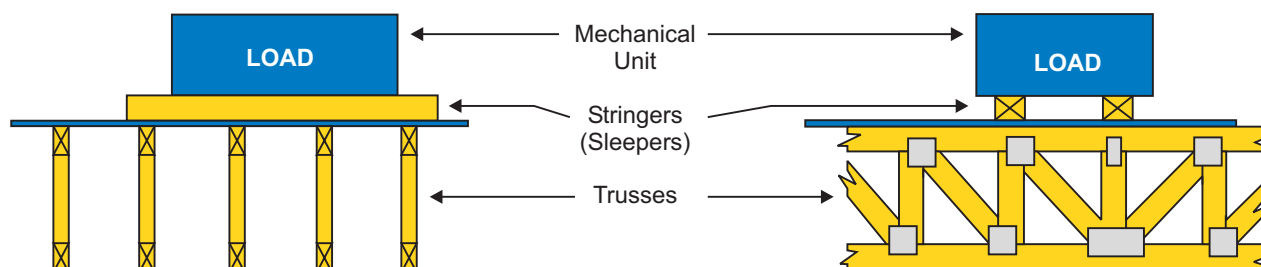 LOAD
Mechanical
Unit
LOAD
Stringers
(Sleepers)
Trusses